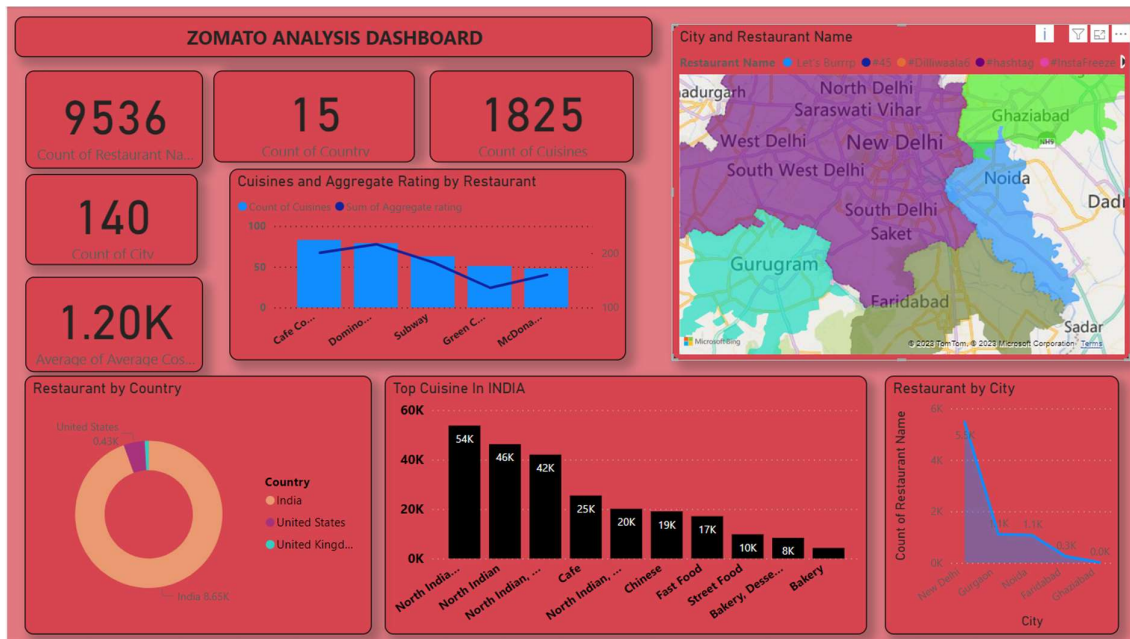 ZOMATO ANALYSIS DASHBOARD
9536
Count of Restaurant Na...
15
Count of Country
1825
Count of Cuisines
140
Count of City
1.20K
Average of Average Cos...
Cuisines and Aggregate Rating by Restaurant
Count of Cuisines Sum of Aggregate rating
100
50
0
200
100
Cafe Co...
Domino...
Subway
Green C...
McDona...
City and Restaurant Name
Restaurant Name Let's Burrrp #45 #Dilliwaala6 #hashtag #InstaFreeze
adurgarh
North Delhi
Saraswati Vihar
Ghaziabad
West Delhi
New Delhi
NH9
South West Delhi
Noida
Dadr
South Delhi
Saket
Gurugram
Faridabad
Sadar
Microsoft Bing
© 2023 TomTom, © 2023 Microsoft Corporation Terms
Restaurant by Country
United States
0.43K
India 8.65K
Country
India
United States
United Kingd...
Top Cuisine In INDIA
60K
40K
20K
0K
54K
46K
42K
25K
20K
19K
17K
10K
8K
North India...
North Indian
North Indian, ...
Cafe
North Indian, ...
Chinese
Fast Food
Street Food
Bakery, Desse...
Bakery
Restaurant by City
Count of Restaurant Name
6K
4K
2K
0K
5.5K
1.1K
1.1K
0.3K
0.0K
New Delhi
Gurgaon
Noida
Faridabad
Ghaziabad
City